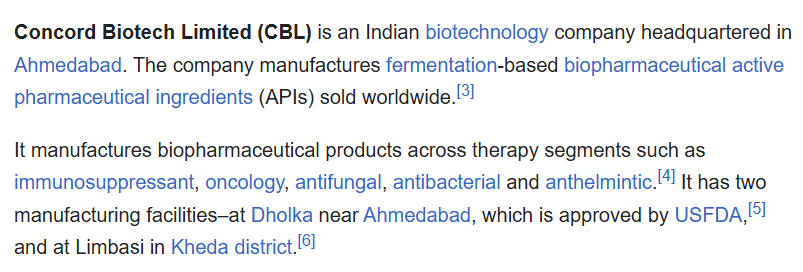 Concord Biotech Limited (CBL) is an Indian biotechnology company headquartered in
Ahmedabad. The company manufactures fermentation-based biopharmaceutical active
pharmaceutical ingredients (APIs) sold worldwide.[3]
It manufactures biopharmaceutical products across therapy segments such as
immunosuppressant, oncology, antifungal, antibacterial and anthelmintic.[4] It has two
manufacturing facilities–at Dholka near Ahmedabad, which is approved by USFDA,[5]
and at Limbasi in Kheda district.[6]